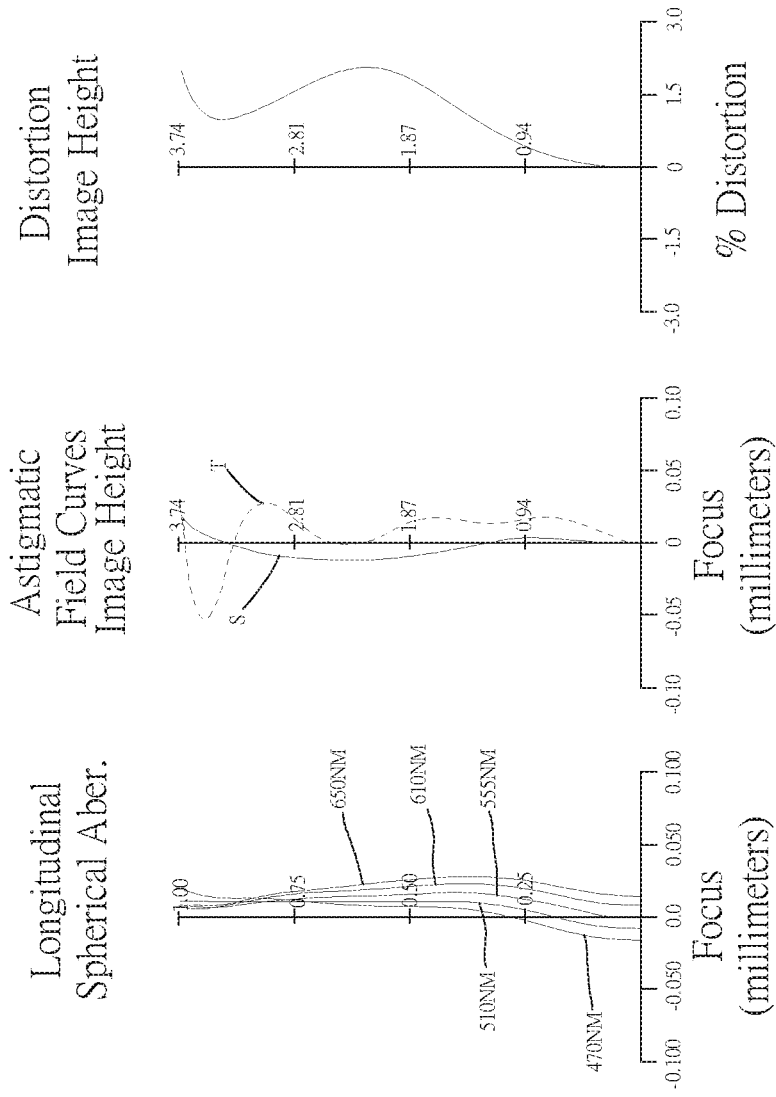 Longitudinal
Spherical Aber.
1.00
0.75
0.50
0.25
650NM
610NM
555NM
510NM
470NM
-0.100
-0.050
0.0
0.050
0.100
Focus
(millimeters)
Astigmatic
Field Curves
Image Height
3.74
2.81
1.87
0.94
T
S
-0.10
-0.05
0
0.05
0.10
Focus
(millimeters)
Distortion
Image Height
3.74
2.81
1.87
0.94
-3.0
-1.5
0
1.5
3.0
% Distortion